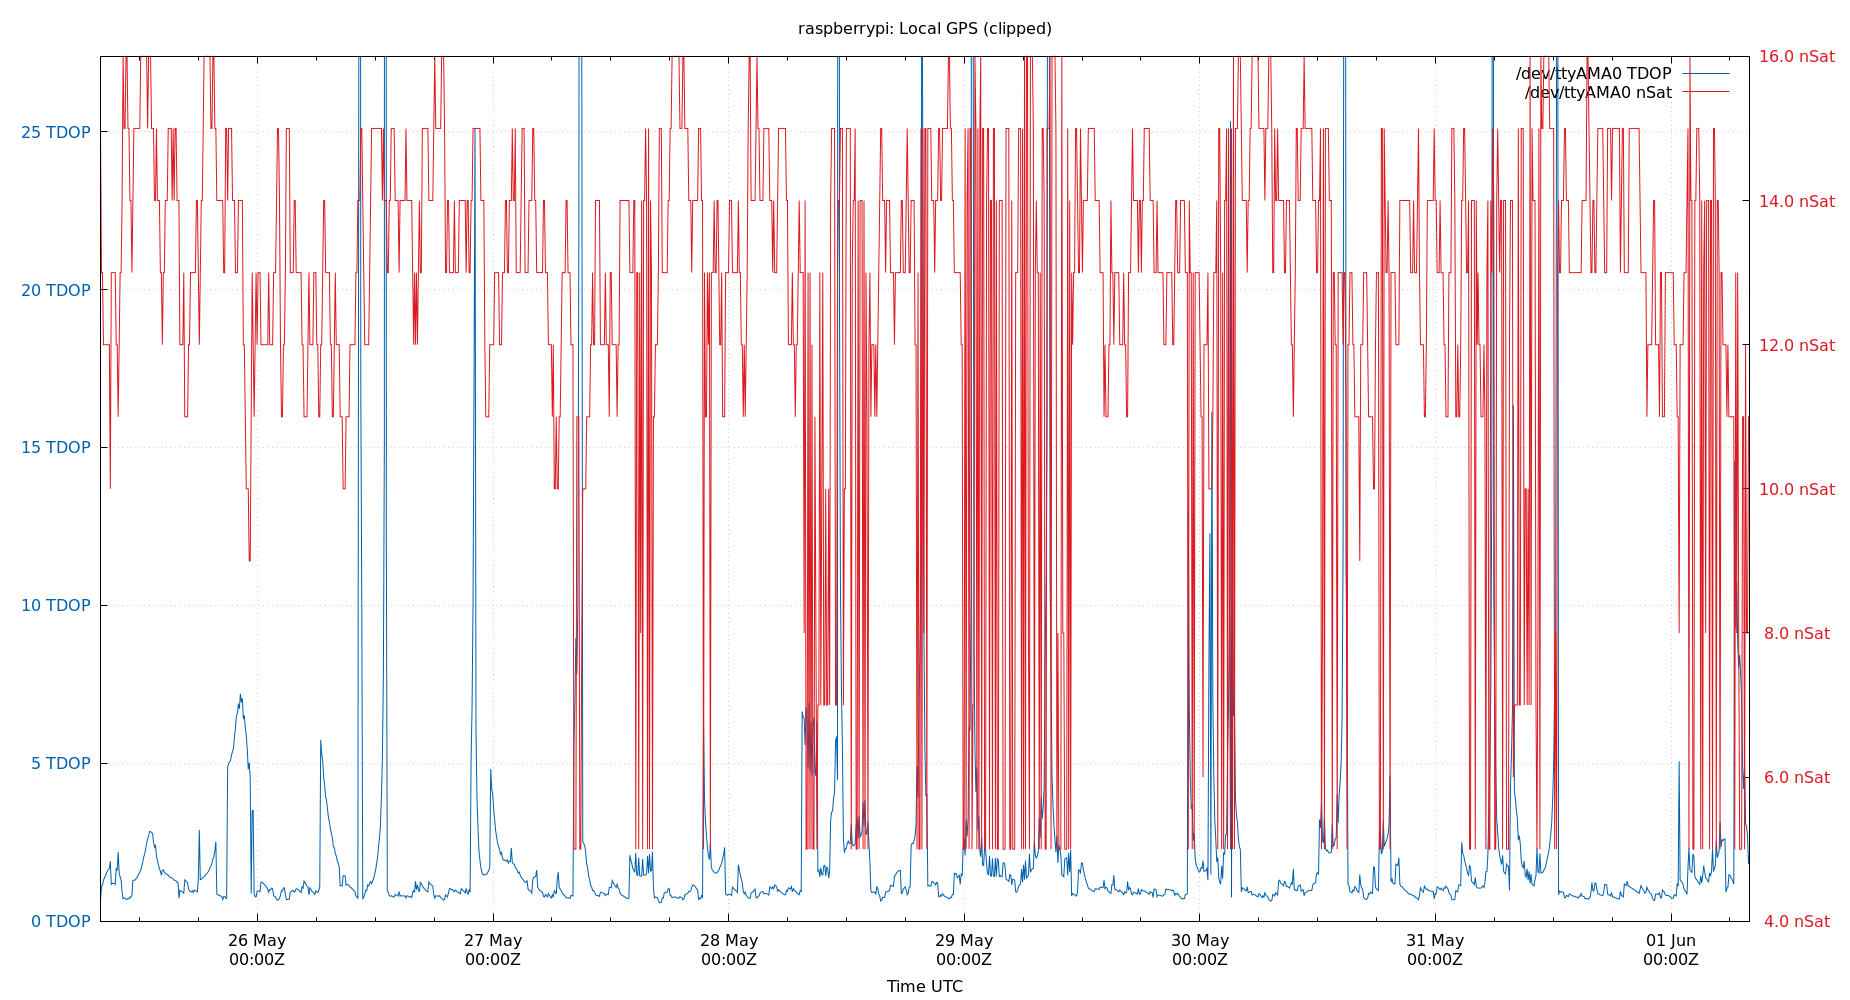 raspberrypi: Local GPS (clipped)
16.0 nSat
/dev/ttyAMA0 TDOP
/dev/ttyAMA0 nSat
25 TDOP
14.0 nSat
20 TDOP
12.0 nSat
15 TDOP
10.0 nSat
10 TDOP
8.0 nSat
5 TDOP
6.0 nSat
0 TDOP
4.0 nSat
26 May 27 May 28 May 29 May 30 May 31 May 01 Jun
00:00Z 00:00Z 00:00Z 00:00Z 00:00Z 00:00Z 00:00Z
Time UTC